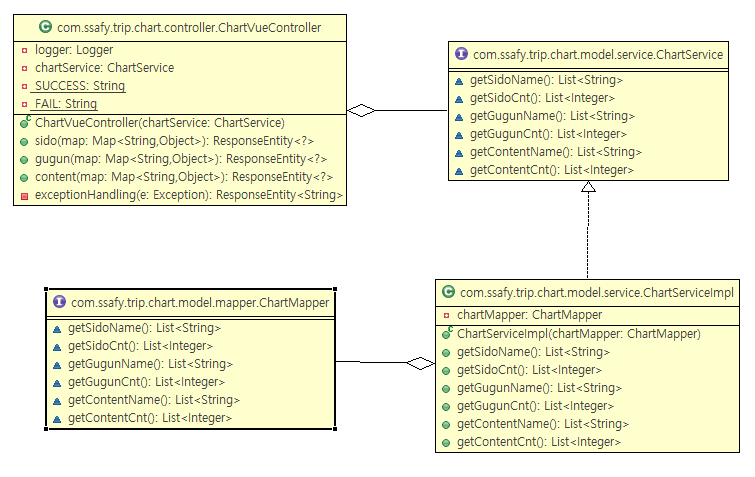 com.ssafy.trip.chart.controller.ChartVueController
logger: Logger
chartService: ChartService
SUCCESS: String
FAIL: String
ChartVueController(chartService: ChartService)
sido(map: Map<String,Object>): ResponseEntity<?>
gugun(map: Map<String,Object>): ResponseEntity<?>
content(map: Map<String,Object>): ResponseEntity<?>
exceptionHandling(e: Exception): ResponseEntity<String>
com.ssafy.trip.chart.model.service.ChartService
getSidoName(): List<String>
getSidoCnt(): List<Integer>
getGugunName(): List<String>
getGugunCnt(): List<Integer>
getContentName(): List<String>
getContentCnt(): List<Integer>
com.ssafy.trip.chart.model.mapper.ChartMapper
getSidoName(): List<String>
getSidoCnt(): List<Integer>
getGugunName(): List<String>
getGugunCnt(): List<Integer>
getContentName(): List<String>
getContentCnt(): List<Integer>
com.ssafy.trip.chart.model.service.ChartServiceImpl
chartMapper: ChartMapper
ChartServiceImpl(chartMapper: ChartMapper)
getSidoName(): List<String>
getSidoCnt(): List<Integer>
getGugunName(): List<String>
getGugunCnt(): List<Integer>
getContentName(): List<String>
getContentCnt(): List<Integer>